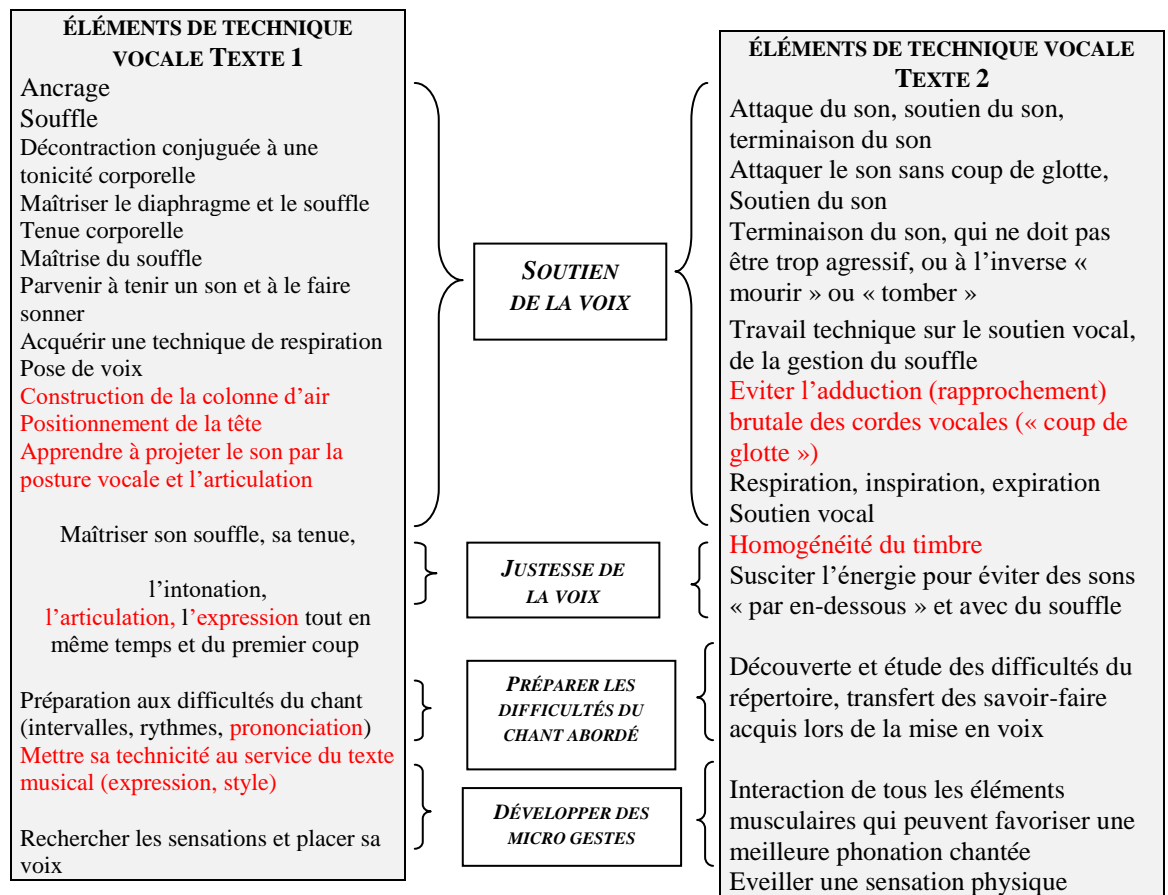 ÉLÉMENTS DE TECHNIQUE
VOCALE TEXTE 1
Ancrage
Souffle
Décontraction conjuguée à une
tonicité corporelle
Maîtriser le diaphragme et le souffle
Tenue corporelle
Maîtrise du souffle
Parvenir à tenir un son et à le faire
sonner
Acquérir une technique de respiration
Pose de voix
Construction de la colonne d’air
Positionnement de la tête
Apprendre à projeter le son par la
posture vocale et l’articulation
Maîtriser son souffle, sa tenue,
l’intonation,
l’articulation, l’expression tout en
même temps et du premier coup
Préparation aux difficultés du chant
(intervalles, rythmes, prononciation)
Mettre sa technicité au service du texte
musical (expression, style)
Rechercher les sensations et placer sa
voix
SOUTIEN
DE LA VOIX
JUSTESSE DE
LA VOIX
PRÉPARER LES
DIFFICULTÉS DU
CHANT ABORDÉ
DÉVELOPPER DES
MICRO GESTES
ÉLÉMENTS DE TECHNIQUE VOCALE
TEXTE 2
Attaque du son, soutien du son,
terminaison du son
Attaquer le son sans coup de glotte,
Soutien du son
Terminaison du son, qui ne doit pas
être trop agressif, ou à l’inverse «
mourir » ou « tomber »
Travail technique sur le soutien vocal,
de la gestion du souffle
Eviter l’adduction (rapprochement)
brutale des cordes vocales (« coup de
glotte »)
Respiration, inspiration, expiration
Soutien vocal
Homogénéité du timbre
Susciter l’énergie pour éviter des sons
« par en-dessous » et avec du souffle
Découverte et étude des difficultés du
répertoire, transfert des savoir-faire
acquis lors de la mise en voix
Interaction de tous les éléments
musculaires qui peuvent favoriser une
meilleure phonation chantée
Eveiller une sensation physique